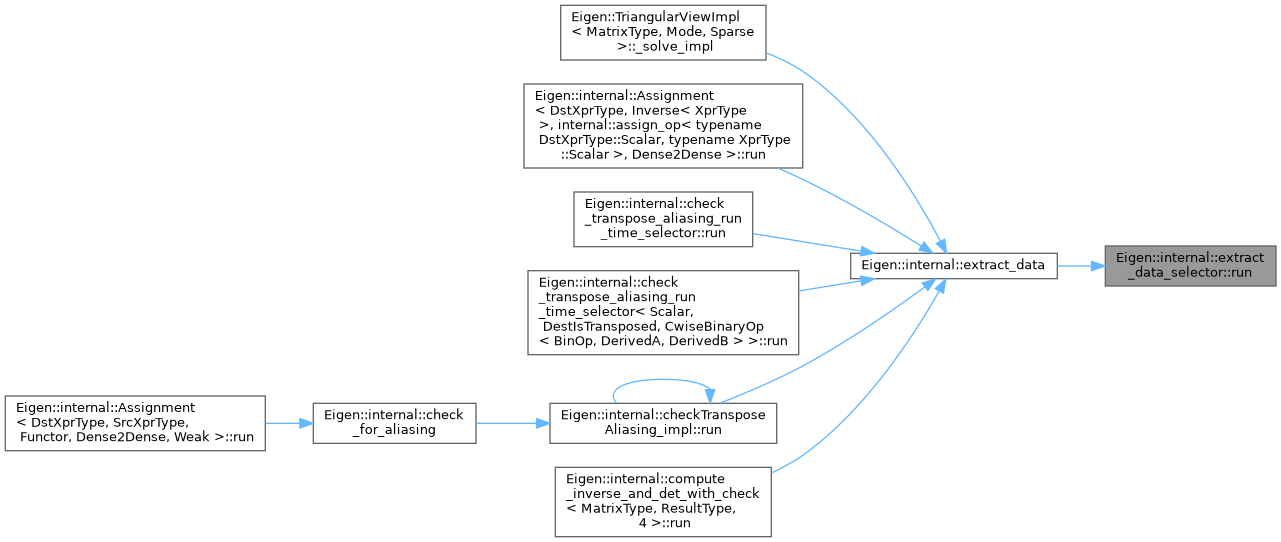 Eigen::TriangularViewImpl
< MatrixType, Mode, Sparse
>::_solve_impl
Eigen::internal::Assignment
< DstXprType, Inverse< XprType
>, internal::assign_op< typename
DstXprType::Scalar, typename XprType
::Scalar >, Dense2Dense >::run
Eigen::internal::check
_transpose_aliasing_run
_time_selector::run
Eigen::internal::extract_data
Eigen::internal::extract
_data_selector::run
Eigen::internal::check
_transpose_aliasing_run
_time_selector< Scalar,
DestIsTransposed, CwiseBinaryOp
< BinOp, DerivedA, DerivedB > >::run
Eigen::internal::Assignment
< DstXprType, SrcXprType,
Functor, Dense2Dense, Weak >::run
Eigen::internal::check
_for_aliasing
Eigen::internal::checkTranspose
Aliasing_impl::run
Eigen::internal::compute
_inverse_and_det_with_check
< MatrixType, ResultType,
4 >::run